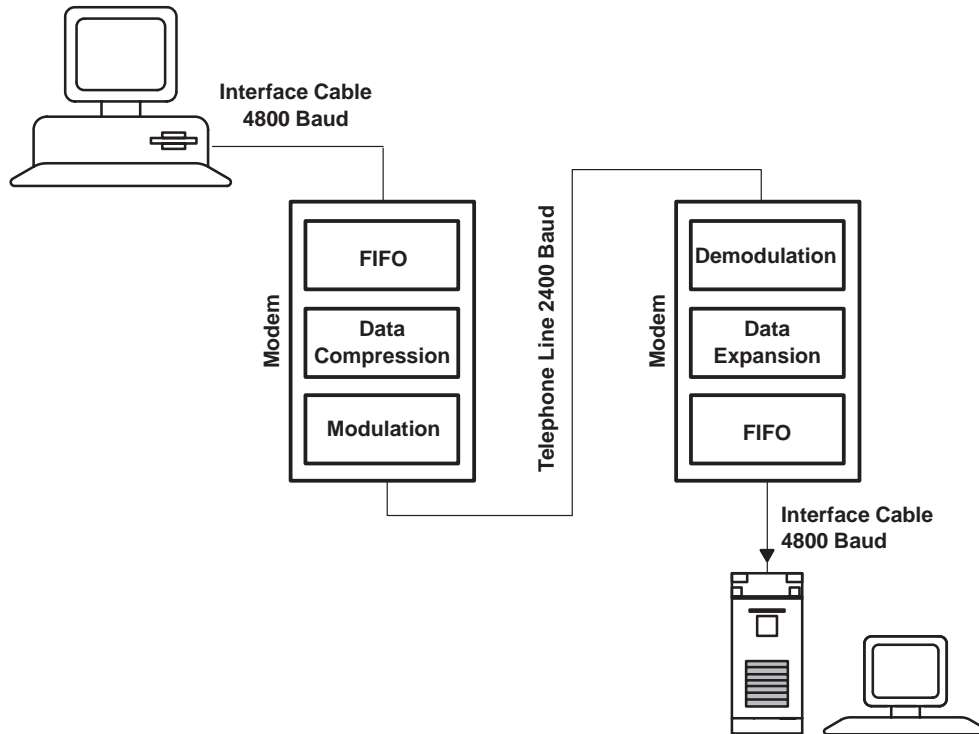 Interface Cable
4800 Baud
Modem
FIFO
Data
Compression
Modulation
Telephone Line 2400 Baud
Modem
Demodulation
Data
Expansion
FIFO
Interface Cable
4800 Baud